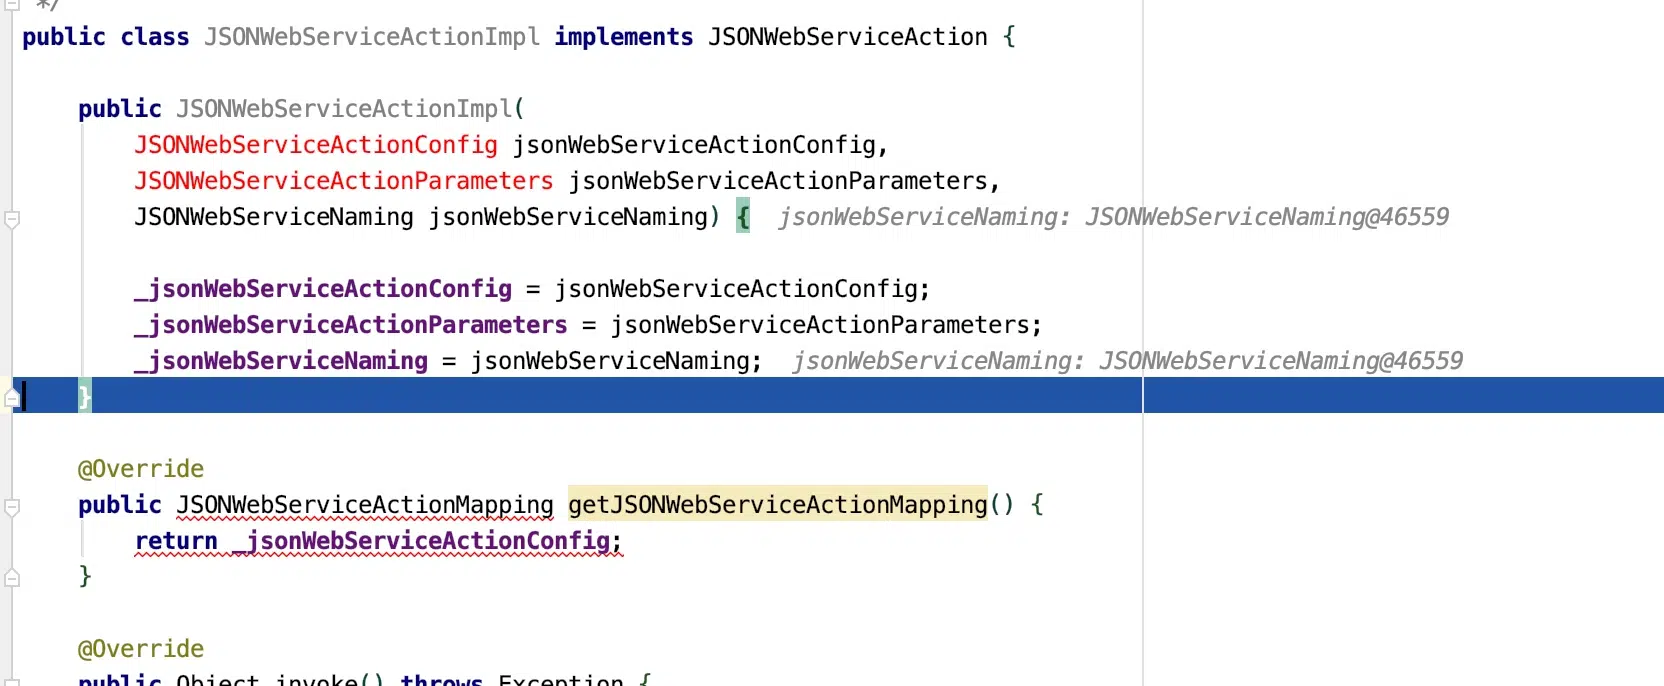 */
public class JSONWebServiceActionImpl implements JSONWebServiceAction {
public JSONWebServiceActionImpl(
JSONWebServiceActionConfig jsonWebServiceActionConfig,
JSONWebServiceActionParameters jsonWebServiceActionParameters,
JSONWebServiceNaming jsonWebServiceNaming) { jsonWebServiceNaming: JSONWebServiceNaming@46559
_jsonWebServiceActionConfig = jsonWebServiceActionConfig;
_jsonWebServiceActionParameters = jsonWebServiceActionParameters;
_jsonWebServiceNaming = jsonWebServiceNaming; jsonWebServiceNaming: JSONWebServiceNaming@46559
}
@Override
public JSONWebServiceActionMapping getJSONWebServiceActionMapping() {
return _jsonWebServiceActionConfig;
}
@Override
public Object invoke() throws Exception {